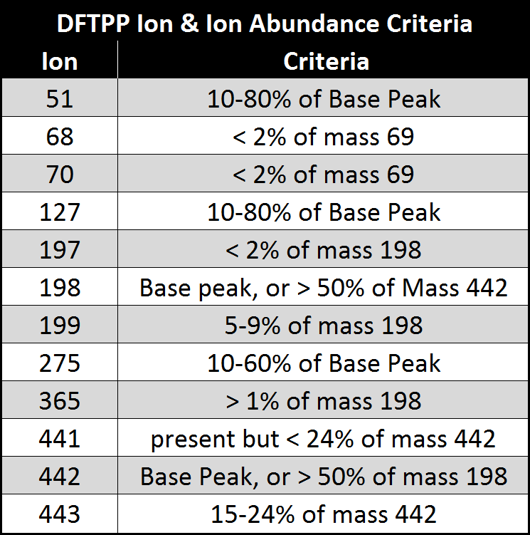 DFTPP Ion & Ion Abundance Criteria
Ion Criteria
51 10-80% of Base Peak
68 < 2% of mass 69
70 < 2% of mass 69
127 10-80% of Base Peak
197 < 2% of mass 198
198 Base peak, or > 50% of Mass 442
199 5-9% of mass 198
275 10-60% of Base Peak
365 > 1% of mass 198
441 present but < 24% of mass 442
442 Base Peak, or > 50% of mass 198
443 15-24% of mass 442